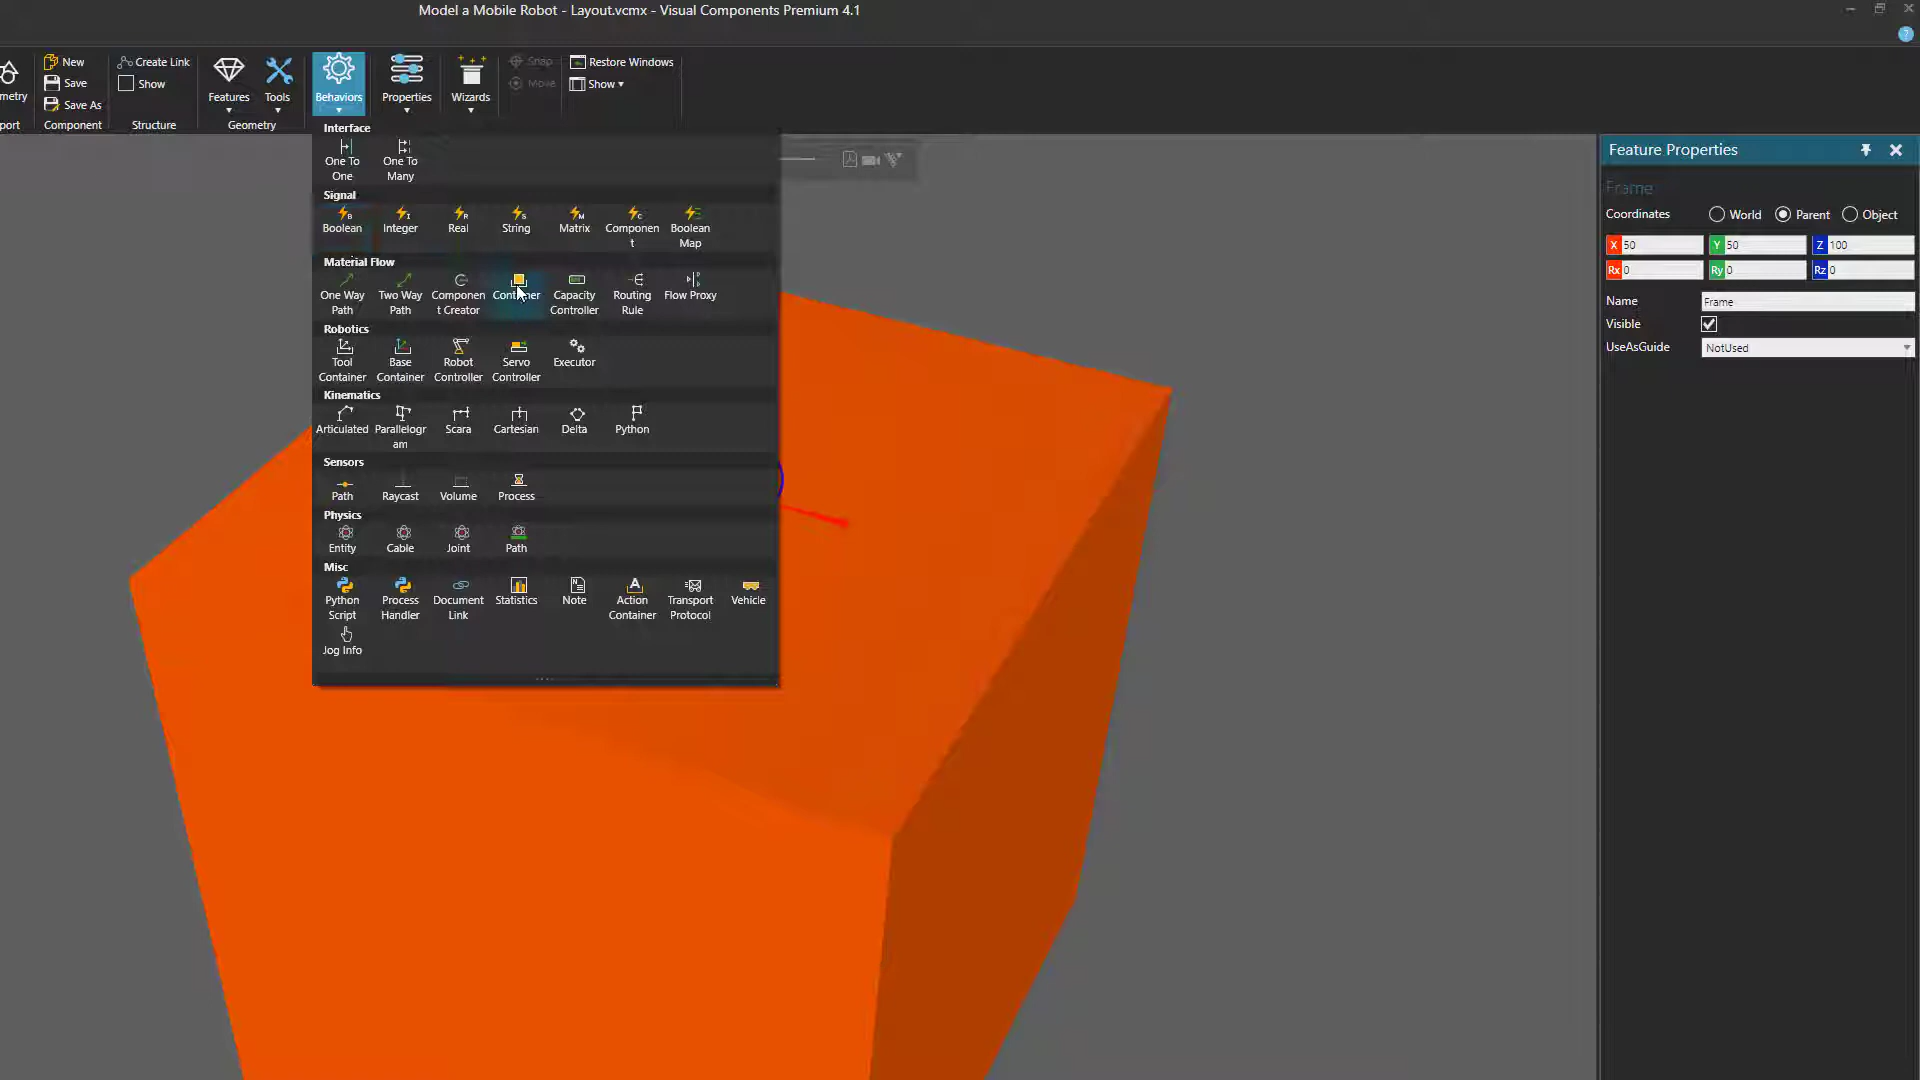 Model a Mobile Robot - Layout.vcmx - Visual Components Premium 4.1
metry
port
New
Save
Save As
Component
Create Link
Show
Structure
Features
Tools
Geometry
Behaviors
Properties
Wizards
Snap
Move
Restore Windows
Show
Interface
One To
One
One To
Many
Signal
Boolean
Integer
Real
String
Matrix
Componen
t
Boolean
Map
Material Flow
One Way
Path
Two Way
Path
Componen
t Creator
Container
Capacity
Controller
Routing
Rule
Flow Proxy
Robotics
Tool
Container
Base
Container
Robot
Controller
Servo
Controller
Executor
Kinematics
Articulated
Parallelogr
am
Scara
Cartesian
Delta
Python
Sensors
Path
Raycast
Volume
Process
Physics
Entity
Cable
Joint
Path
Misc
Python
Script
Process
Handler
Document
Link
Statistics
Note
Action
Container
Transport
Protocol
Vehicle
Jog Info
Feature Properties
Frame
Coordinates World Parent Object
X 50 Y 50 Z 100
Rx 0 Ry 0 Rz 0
Name Frame
Visible
UseAsGuide NotUsed